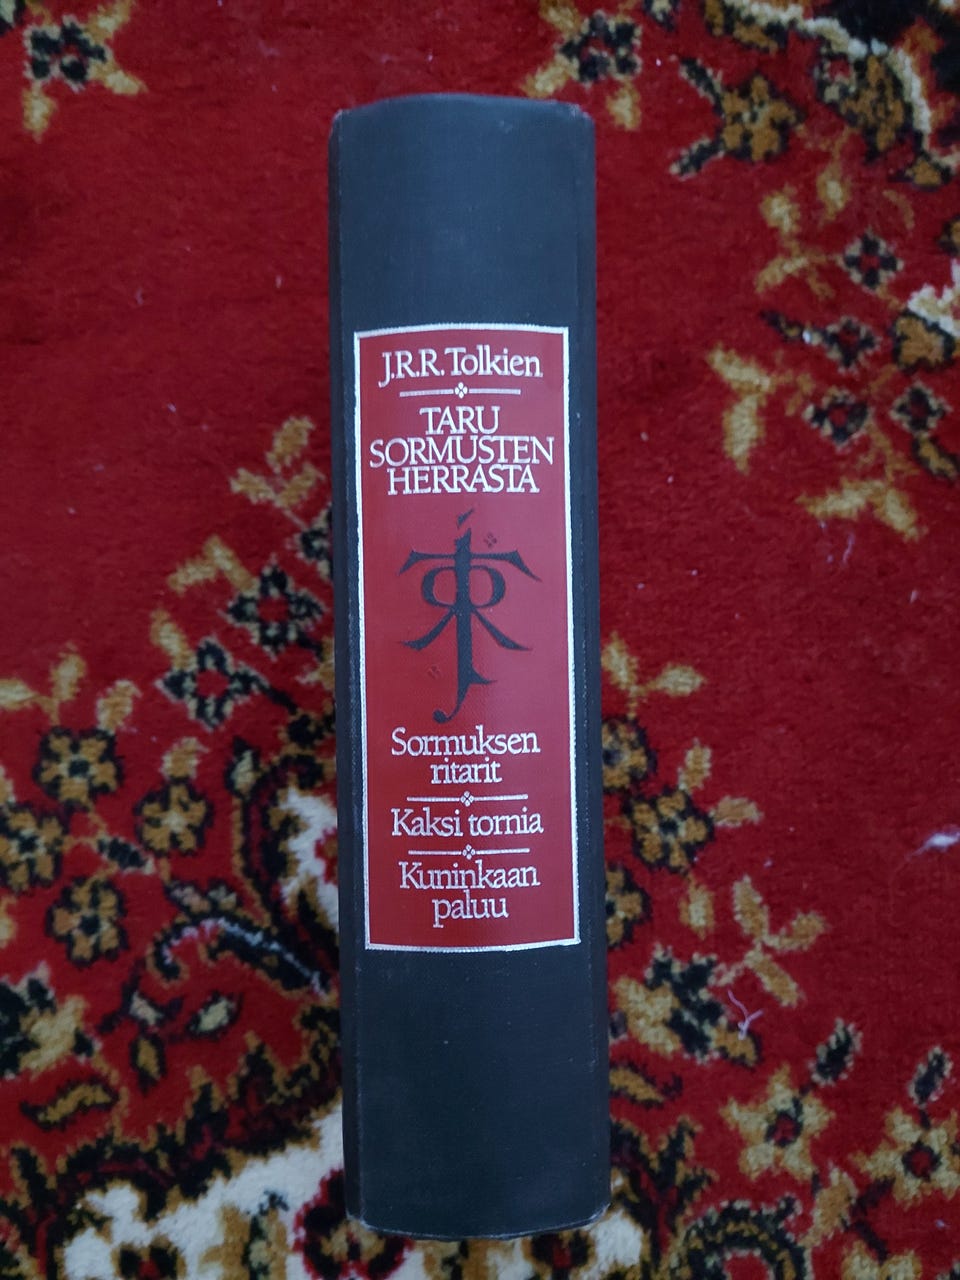 J.R.R. Tolkien
TARU
SORMUSTEN
HERRASTA
Sormuksen
ritarit
Kaksi tornia
Kuninkaan
paluu